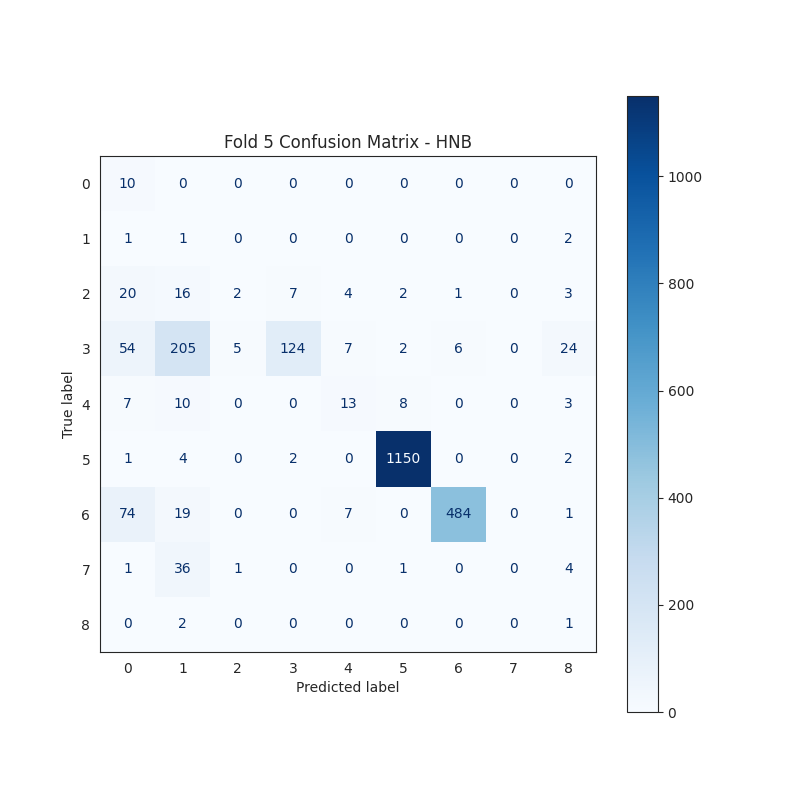 Fold 5 Confusion Matrix - HNB
0 10 0 0 0 0 0 0 0 0
1 1 1 0 0 0 0 0 0 2
2 20 16 2 7 4 2 1 0 3
3 54 205 5 124 7 2 6 0 24
4 7 10 0 0 13 8 0 0 3
5 1 4 0 2 0 1150 0 0 2
6 74 19 0 0 7 0 484 0 1
7 1 36 1 0 0 1 0 0 4
8 0 2 0 0 0 0 0 0 1
0 1 2 3 4 5 6 7 8
Predicted label
True label
1000
800
600
400
200
0